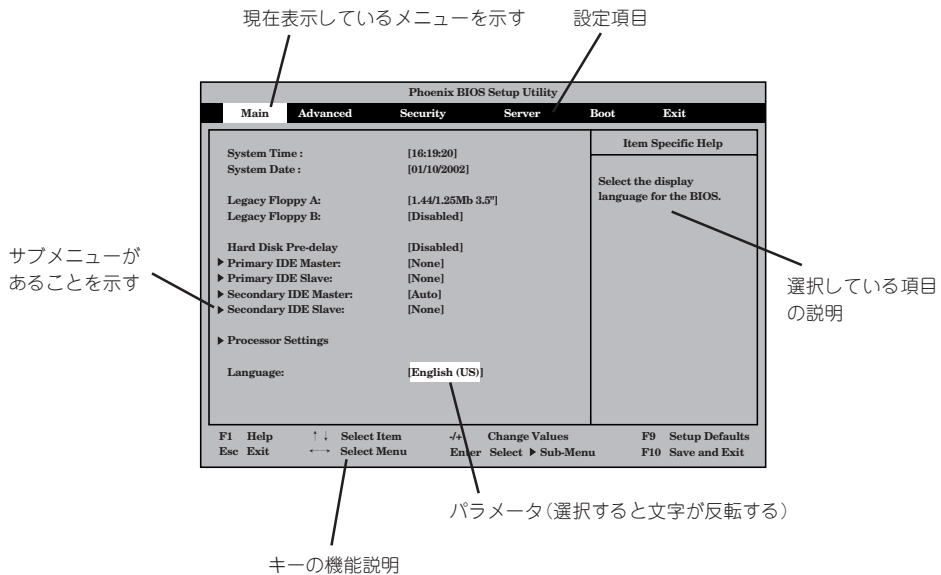 現在表示しているメニューを示す
設定項目
Phoenix BIOS Setup Utility
Main Advanced Security Server Boot Exit
System Time : [16:19:20]
System Date : [01/10/2002]
Legacy Floppy A: [1.44/1.25Mb 3.5"]
Legacy Floppy B: [Disabled]
Hard Disk Pre-delay [Disabled]
▶ Primary IDE Master: [None]
▶ Primary IDE Slave: [None]
▶ Secondary IDE Master: [Auto]
▶ Secondary IDE Slave: [None]
▶ Processor Settings
Language: [English (US)]
Item Specific Help
Select the display
language for the BIOS.
サブメニューが
あることを示す
選択している項目
の説明
F1 Help ↑↓ Select Item -/+ Change Values F9 Setup Defaults
Esc Exit ←→ Select Menu Enter Select ▶ Sub-Menu F10 Save and Exit
パラメータ(選択すると文字が反転する)
キーの機能説明